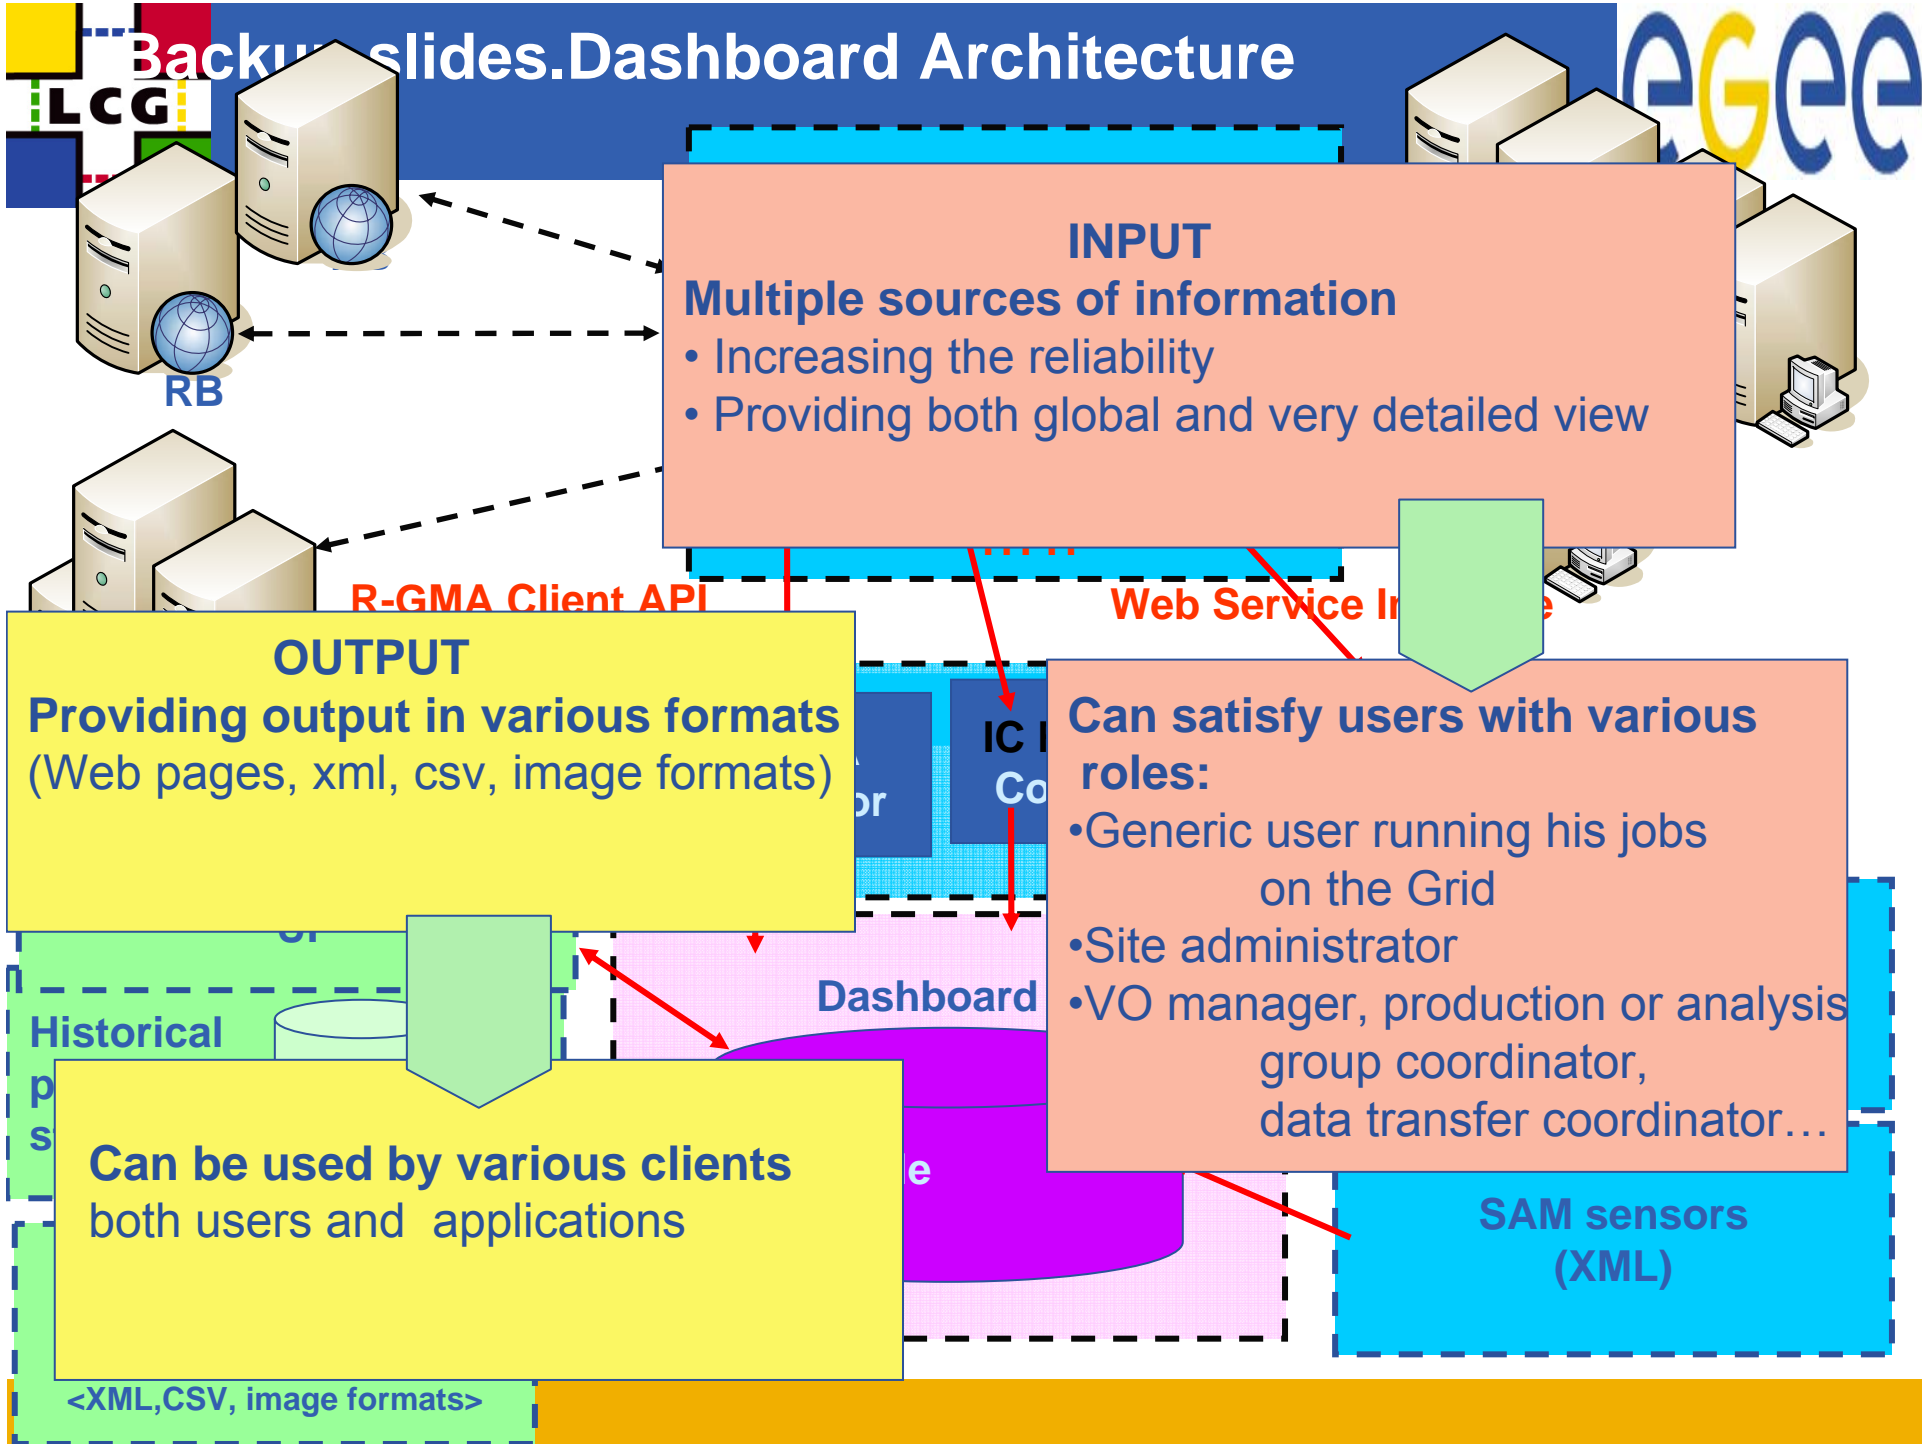 slides.Dashboard Architecture
LCG
egee
INPUT
Multiple sources of information
• Increasing the reliability
• Providing both global and very detailed view
RB
R-GMA Client API
Web Service
OUTPUT
Providing output in various formats
(Web pages, xml, csv, image formats)
IC
Can satisfy users with various
roles:
•Generic user running his jobs
on the Grid
•Site administrator
•VO manager, production or analysis
group coordinator,
data transfer coordinator…
Dashboard
Historical
Can be used by various clients
both users and applications
SAM sensors
(XML)
<XML,CSV, image formats>